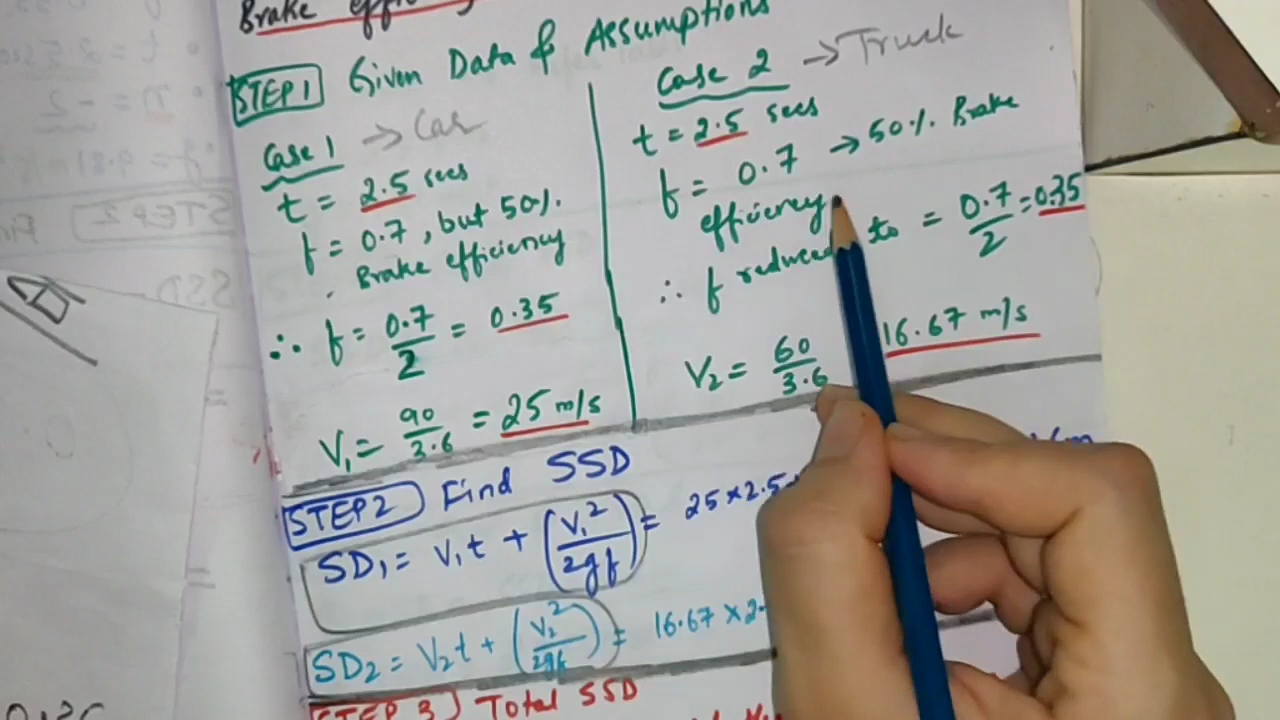 Brake
STEP 1 Given Data & Assumptions
Case 1 → Car
t = 2.5 secs
f = 0.7, but 50%.
Brake efficiency
∴ f = 0.7/2 = 0.35
V₁ = 90/3.6 = 25 m/s
Case 2 → Truck
t = 2.5 secs
f = 0.7 → 50%. Brake
efficiency
∴ f reduced to = 0.7/2 = 0.35
V₂ = 60/3.6 16.67 m/s
STEP 2 Find SSD
SD₁ = V₁t + (V₁²/2gf) = 25 × 2.5
SD₂ = V₂t + (V₂²/2gf) = 16.67 × 2.
STEP 3 Total SSD